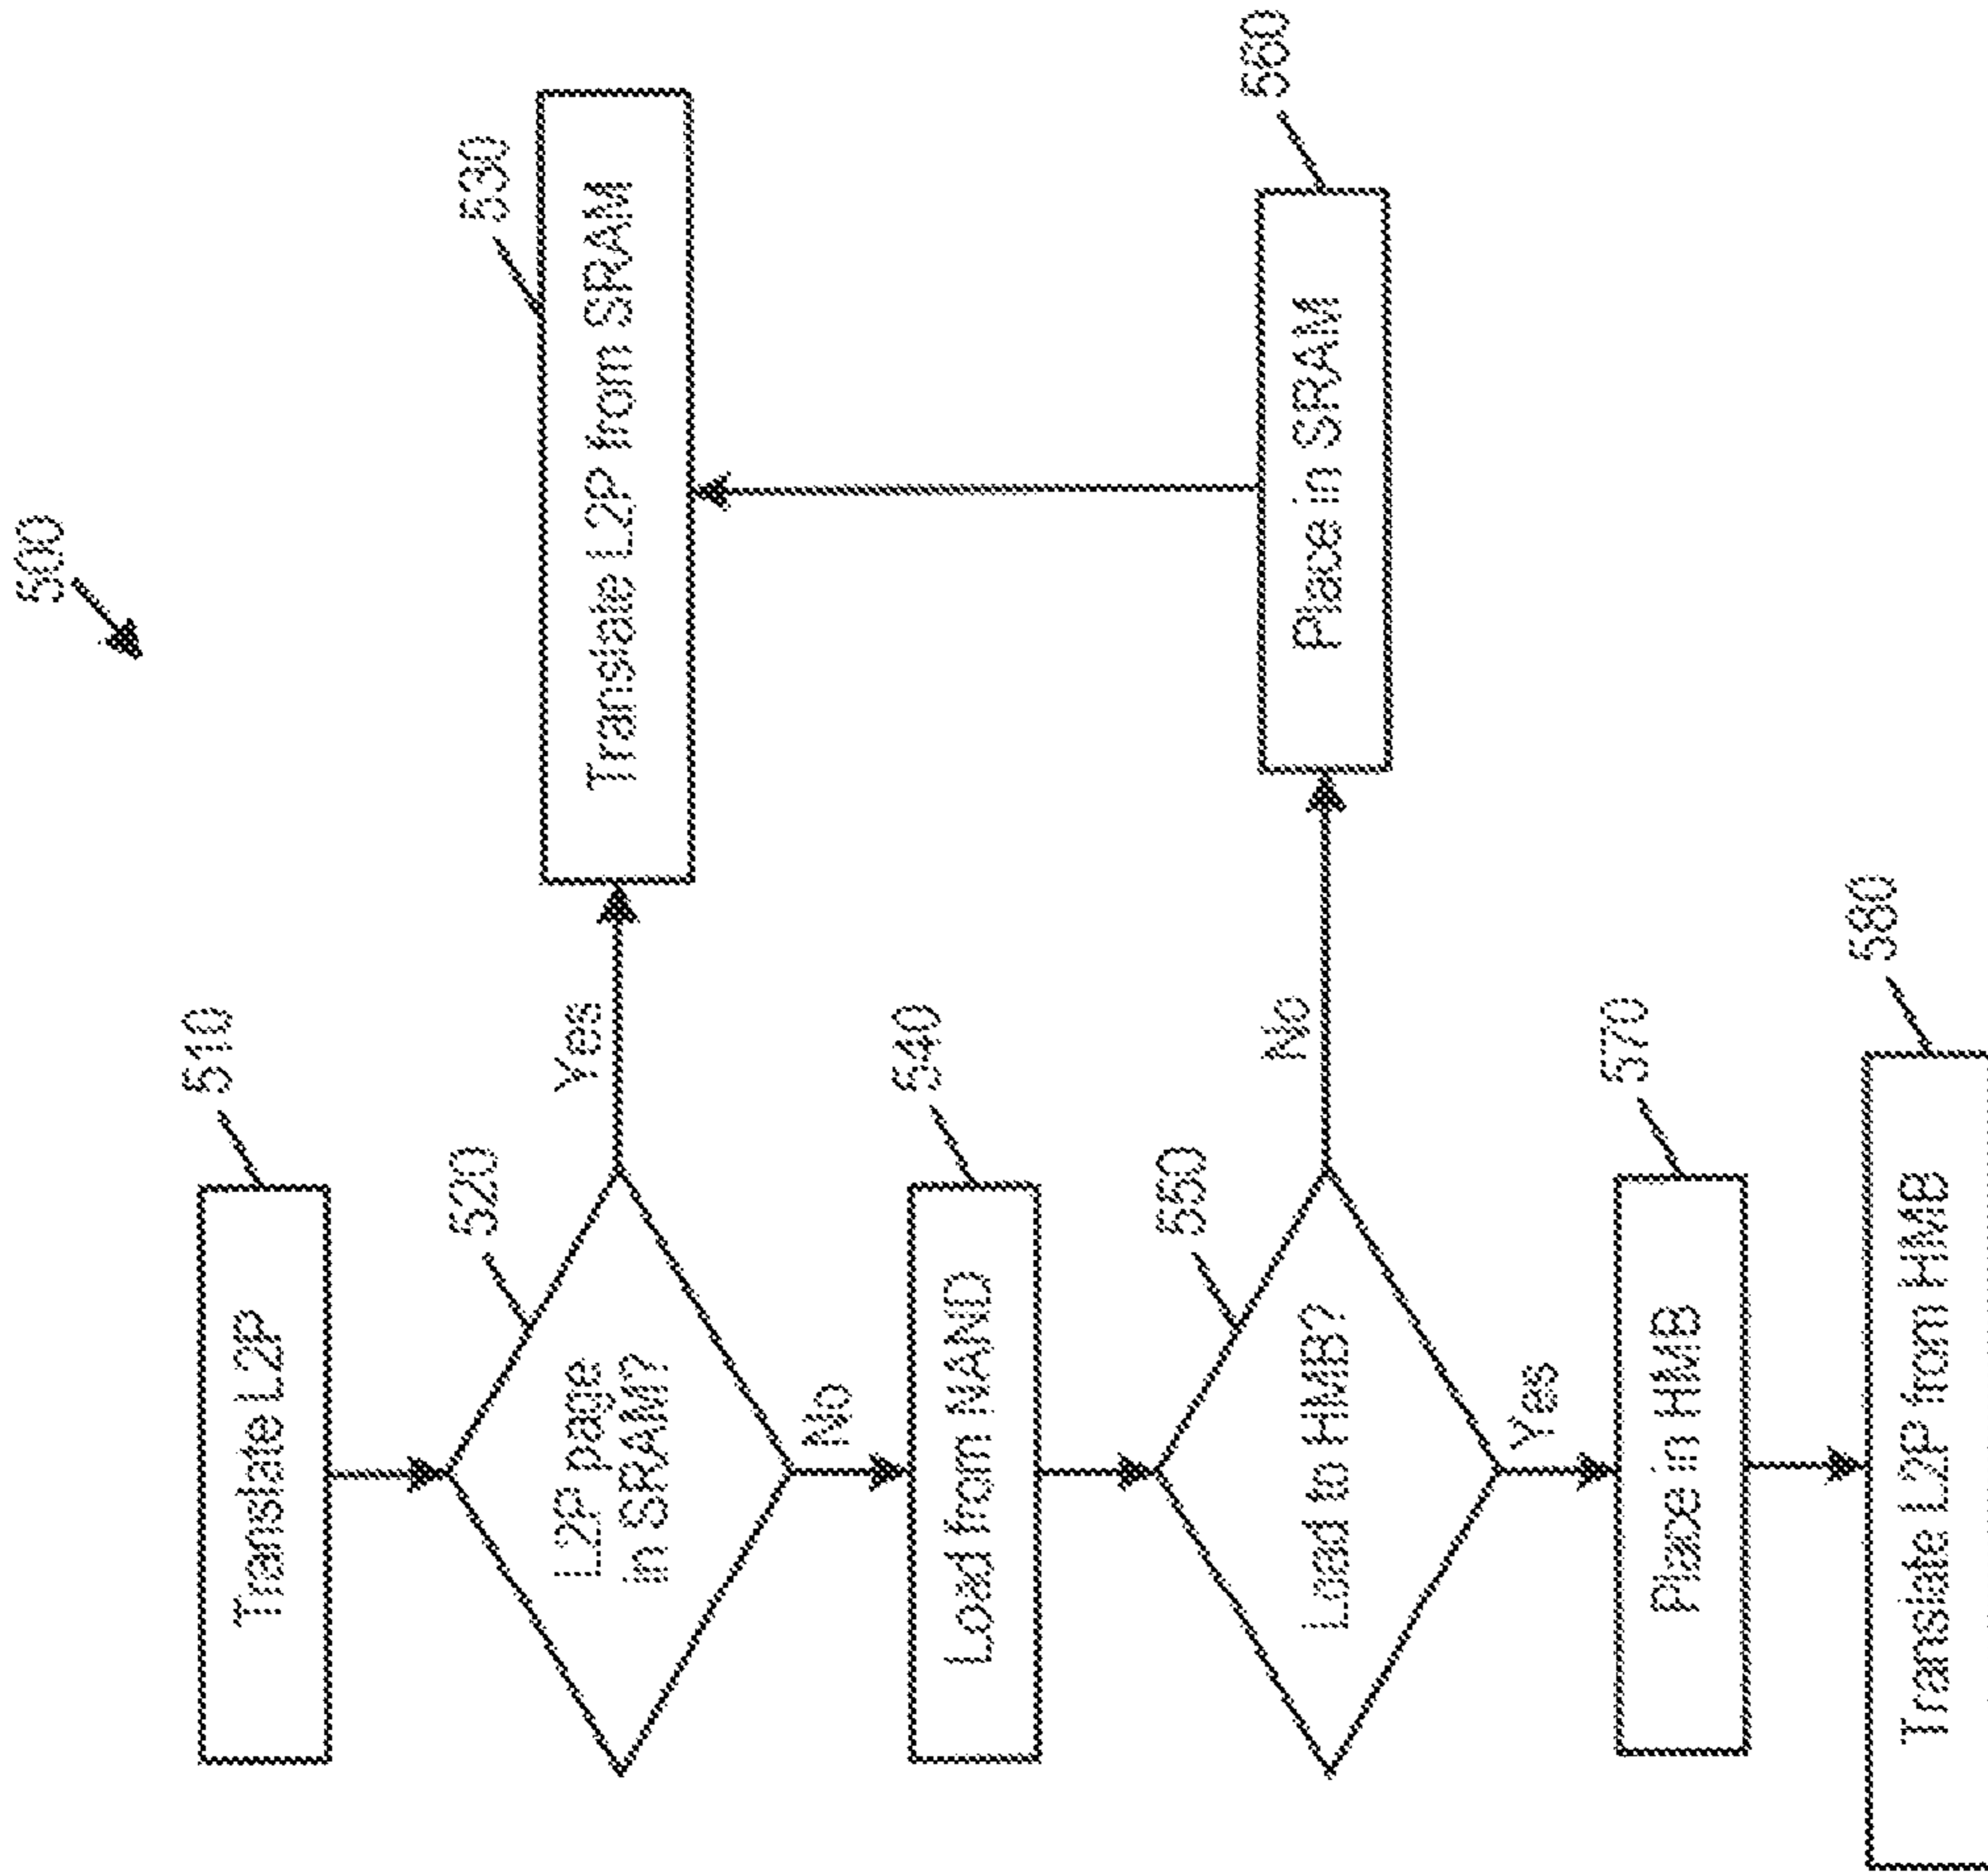 500
510
Translate L2P
520
L2P page
in SRAM?
Yes
530
Translate L2P from SRAM
No
540
Load from NAND
550
Load to HMB?
No
560
Place in SRAM
Yes
570
Place in HMB
580
Translate L2P from HMB